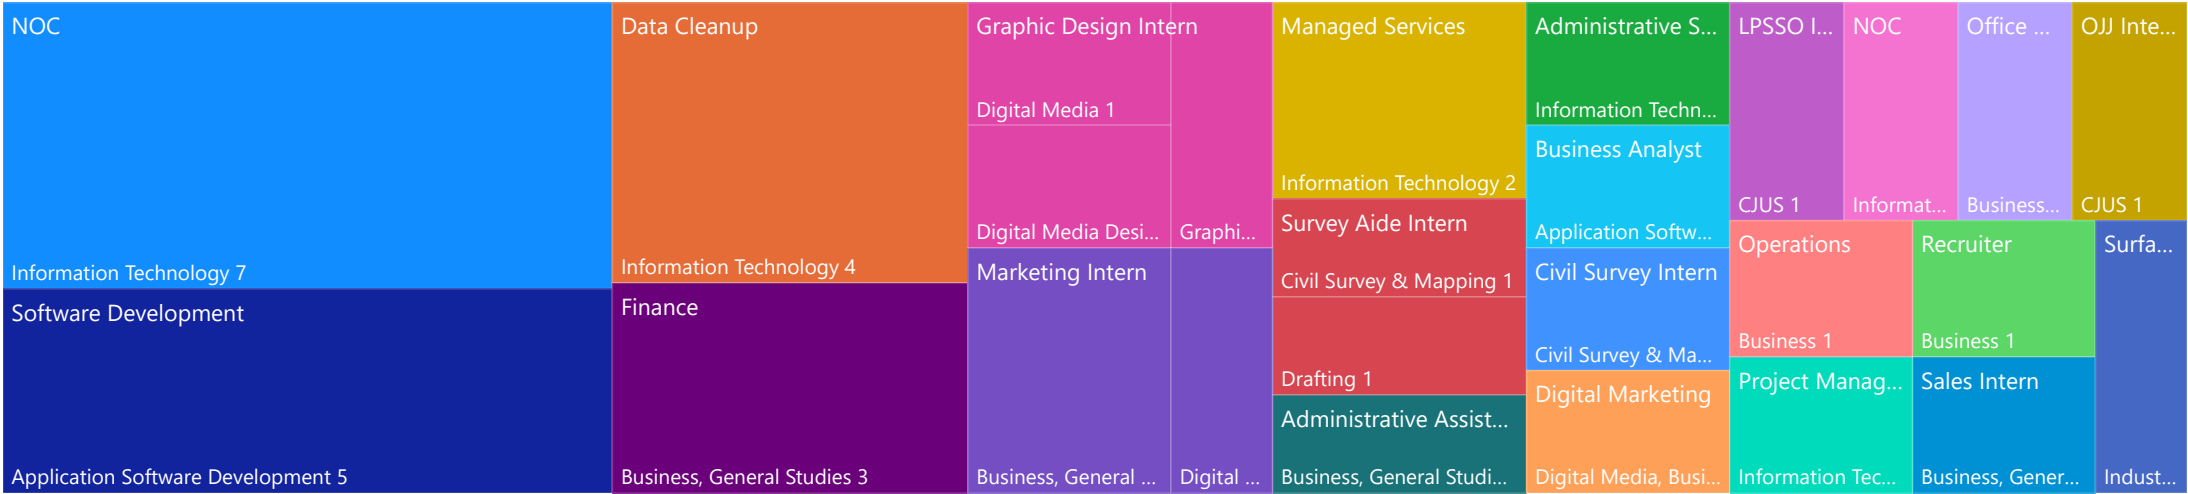 NOC
Information Technology 7
Software Development
Application Software Development 5
Data Cleanup
Information Technology 4
Finance
Business, General Studies 3
Graphic Design Intern
Digital Media 1
Digital Media Desi...
Graphi...
Marketing Intern
Business, General ...
Digital ...
Managed Services
Information Technology 2
Survey Aide Intern
Civil Survey & Mapping 1
Drafting 1
Administrative Assist...
Business, General Studi...
Administrative S...
Information Techn...
Business Analyst
Application Softw...
Civil Survey Intern
Civil Survey & Ma...
Digital Marketing
Digital Media, Busi...
LPSSO I...
CJUS 1
NOC
Informat...
Office ...
Business...
OJJ Inte...
CJUS 1
Operations
Business 1
Recruiter
Business 1
Surfa...
Indust...
Project Manag...
Information Tec...
Sales Intern
Business, Gener...